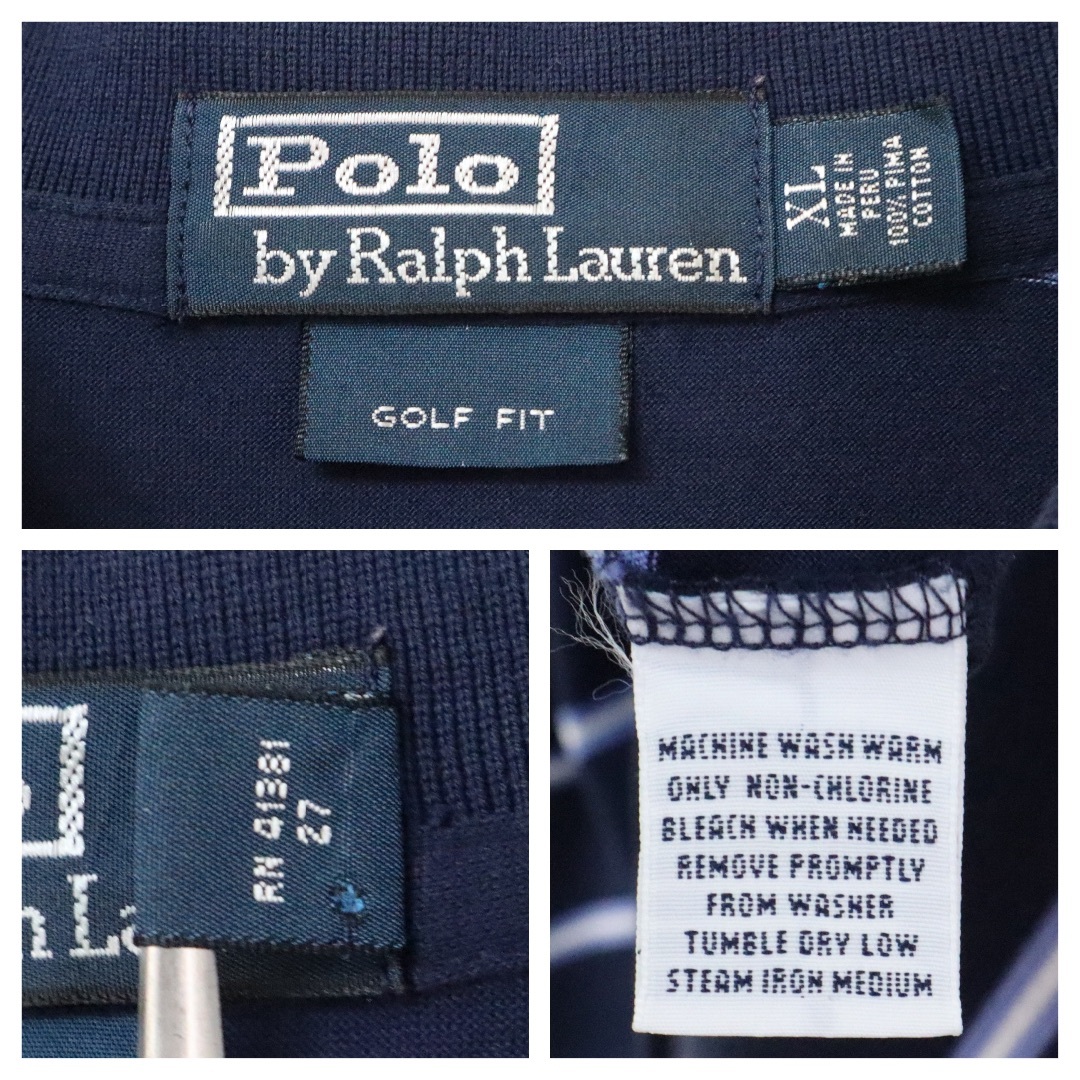 Polo
by Ralph Lauren
XL
MADE IN
PERU
100% PIMA
COTTON
GOLF FIT
RN 41381
27
MACHINE WASH WARM
ONLY NON-CHLORINE
BLEACH WHEN NEEDED
REMOVE PROMPTLY
FROM WASHER
TUMBLE DRY LOW
STEAM IRON MEDIUM